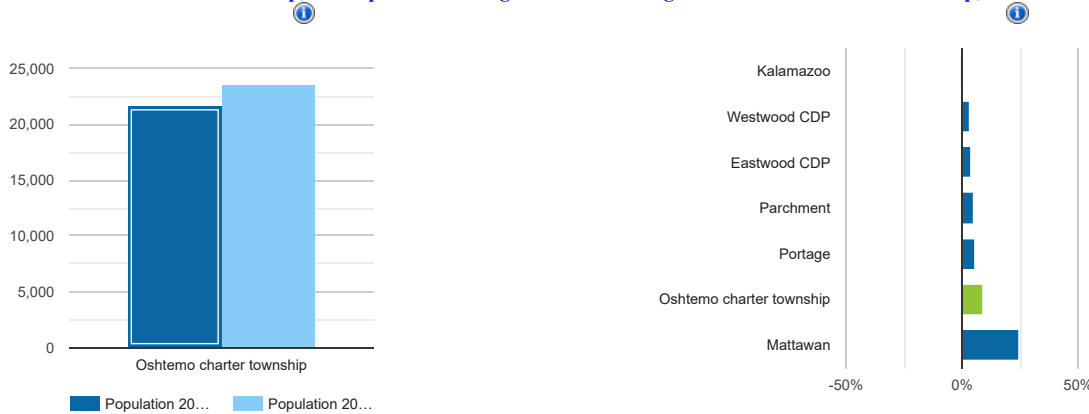 25,000
20,000
15,000
10,000
5,000
0
Oshtemo charter township
Population 20…
Population 20…
Kalamazoo
Westwood CDP
Eastwood CDP
Parchment
Portage
Oshtemo charter township
Mattawan
-50%
0%
50%